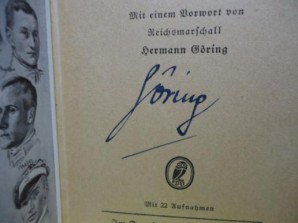 Mit einem Vorwort von
Reichsmarschall
Hermann Göring
Göring
Mit 22 Aufnahmen